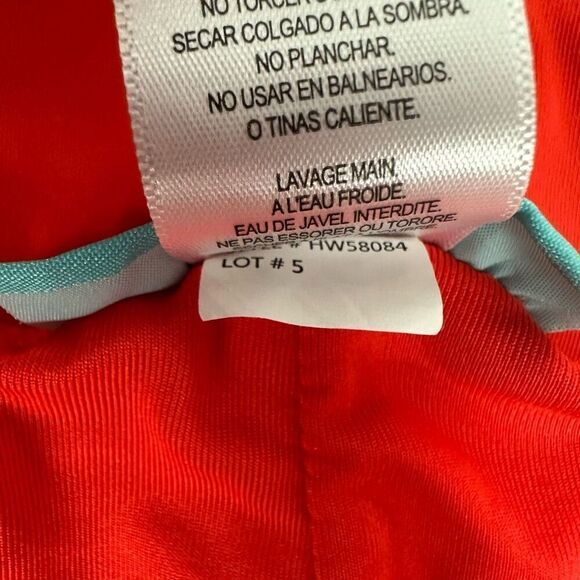 NO TORCER
SECAR COLGADO A LA SOMBRA.
NO PLANCHAR.
NO USAR EN BALNEARIOS.
O TINAS CALIENTE.
LAVAGE MAIN.
A L'EAU FROIDE.
EAU DE JAVEL INTERDITE.
NE PAS ESSORER OU TORORE.
# HW58084
LOT # 5